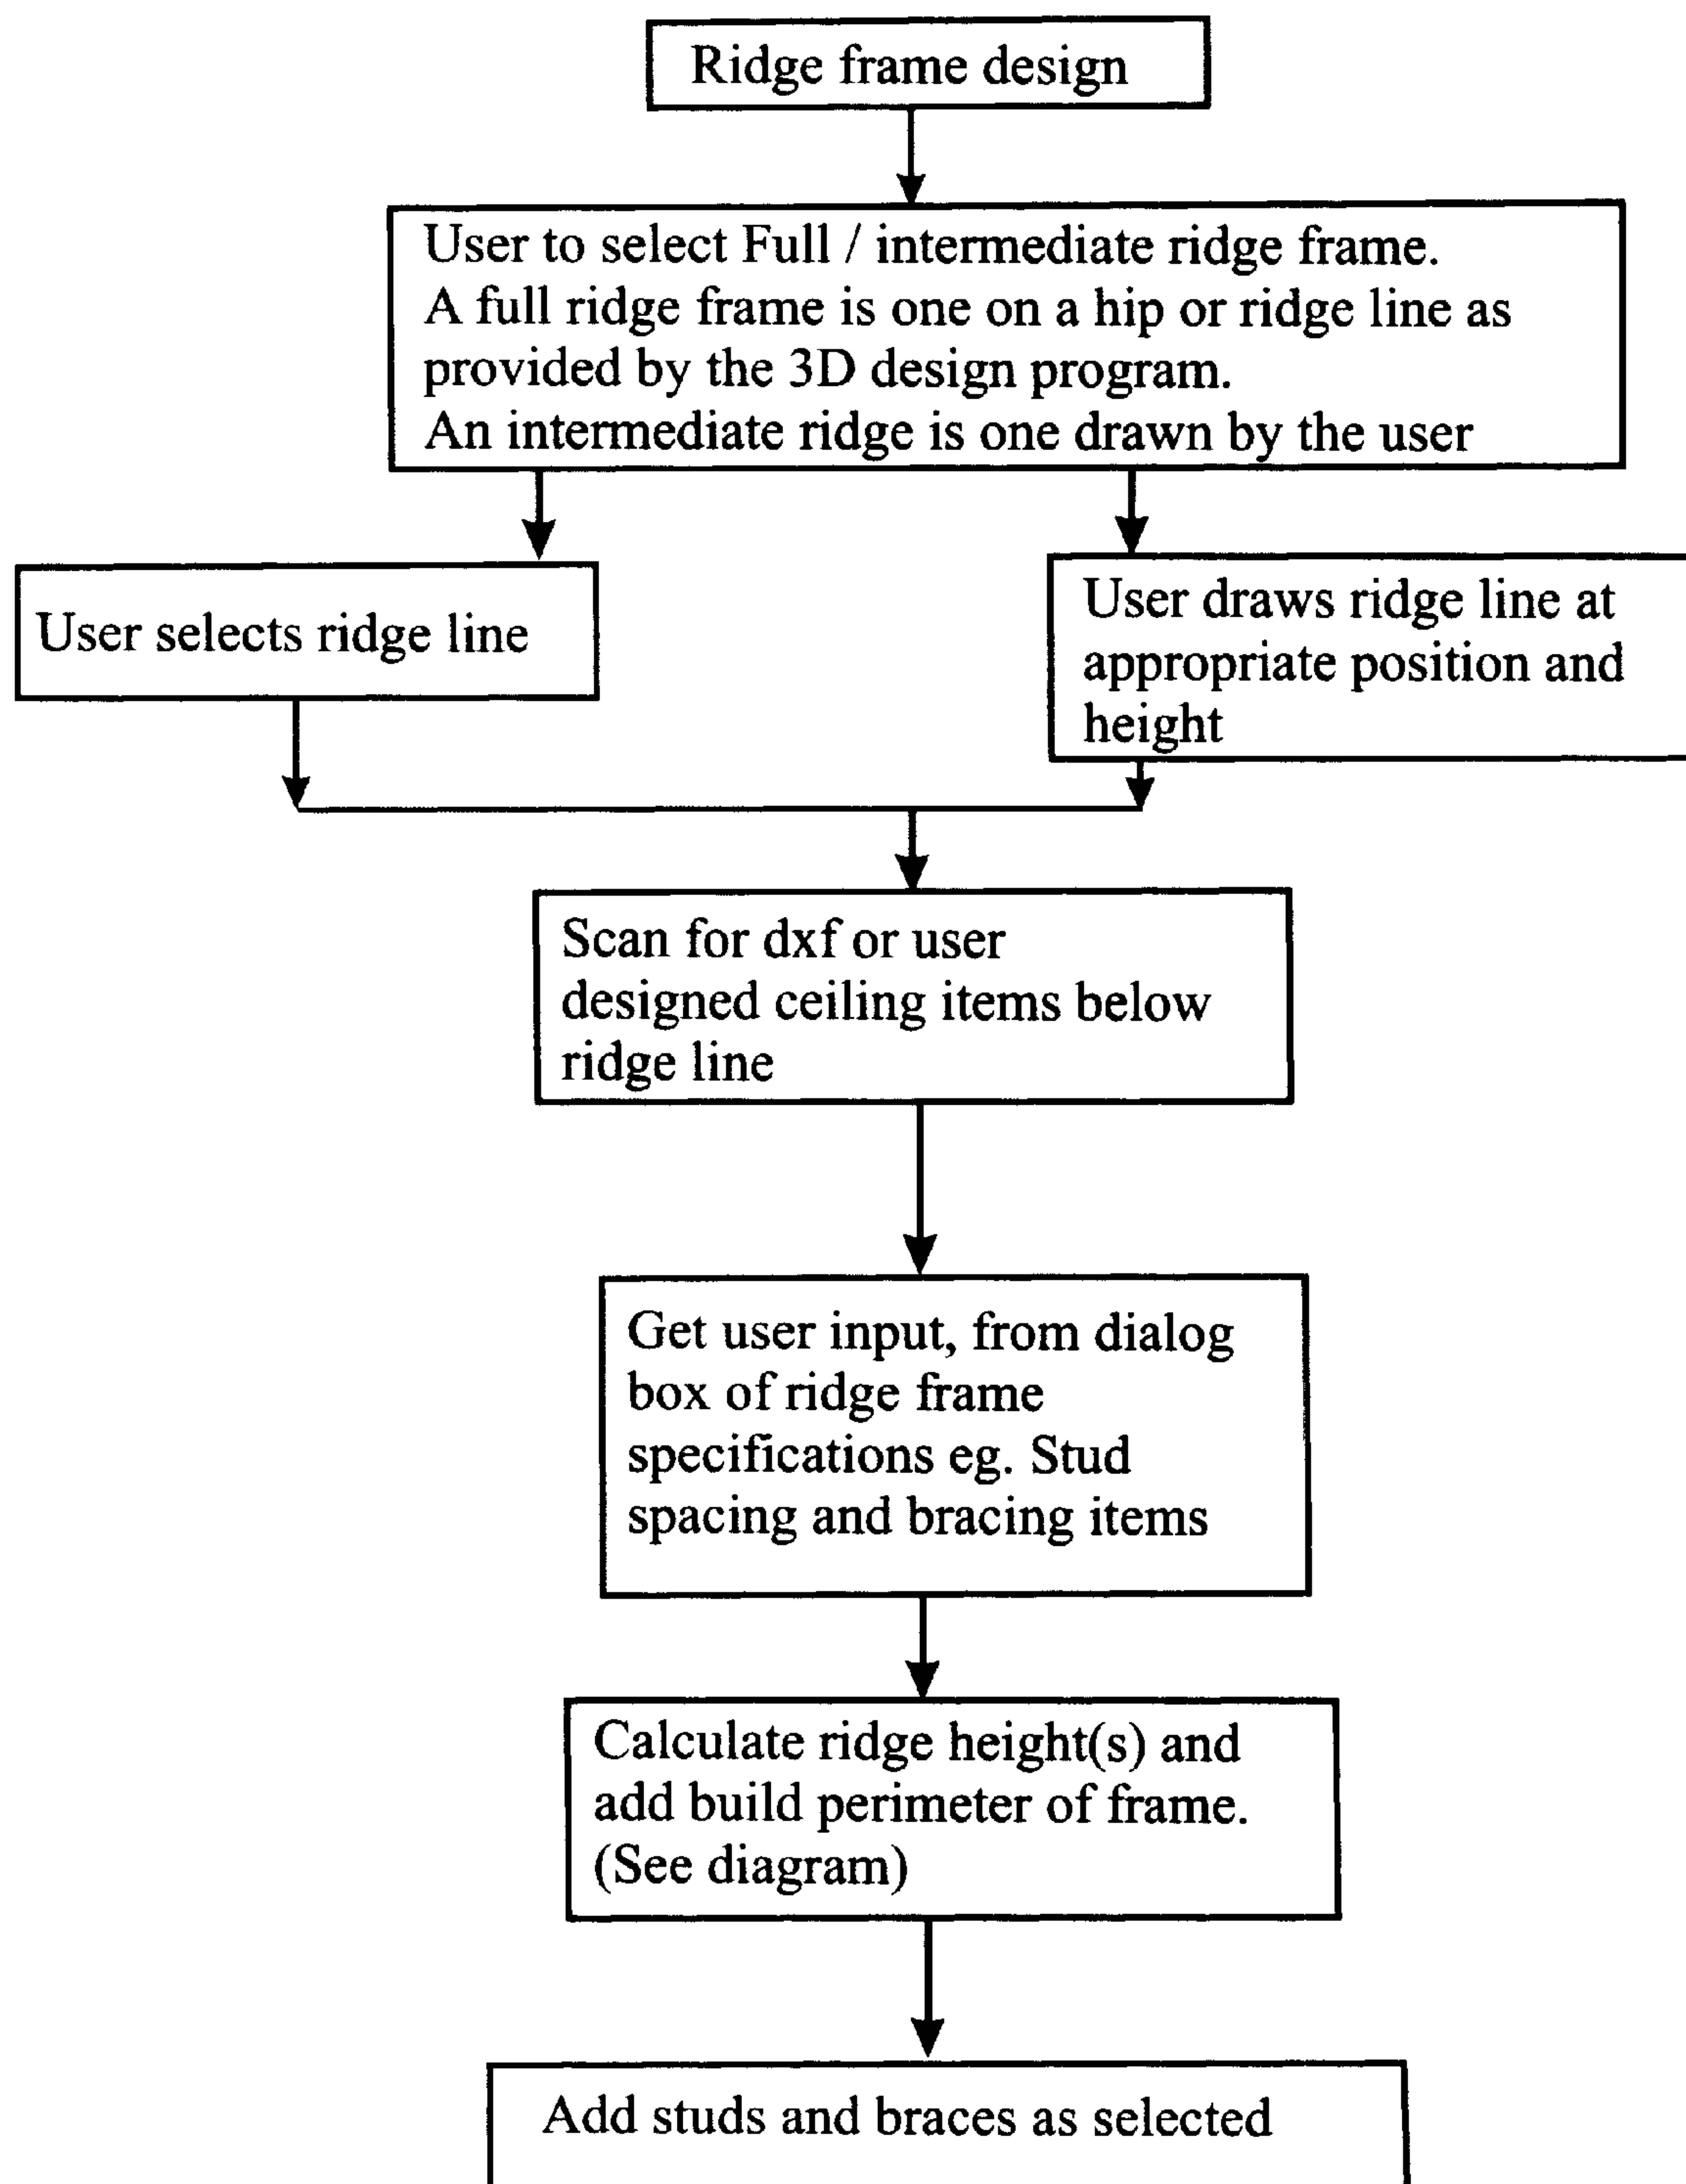 Ridge frame design
User to select Full / intermediate ridge frame.
A full ridge frame is one on a hip or ridge line as
provided by the 3D design program.
An intermediate ridge is one drawn by the user
User selects ridge line
User draws ridge line at
appropriate position and
height
Scan for dxf or user
designed ceiling items below
ridge line
Get user input, from dialog
box of ridge frame
specifications eg. Stud
spacing and bracing items
Calculate ridge height(s) and
add build perimeter of frame.
(See diagram)
Add studs and braces as selected